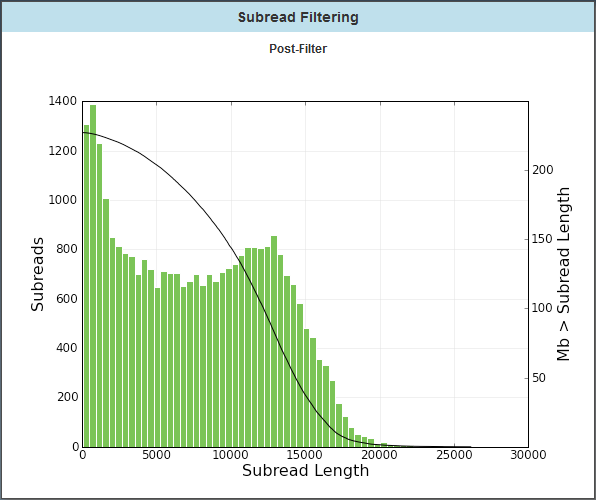 Subread Filtering
Post-Filter
1400
1200
1000
800
600
400
200
0
Subreads
200
150
100
50
Mb > Subread Length
0 5000 10000 15000 20000 25000 30000
Subread Length